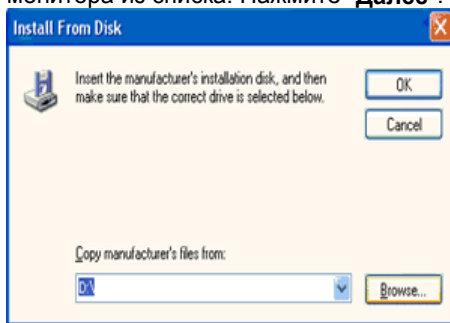 монитора из списка. Нажмите "Далее".
Install From Disk
Insert the manufacturer's installation disk, and then
make sure that the correct drive is selected below.
OK
Cancel
Copy manufacturer's files from:
D:\
Browse...